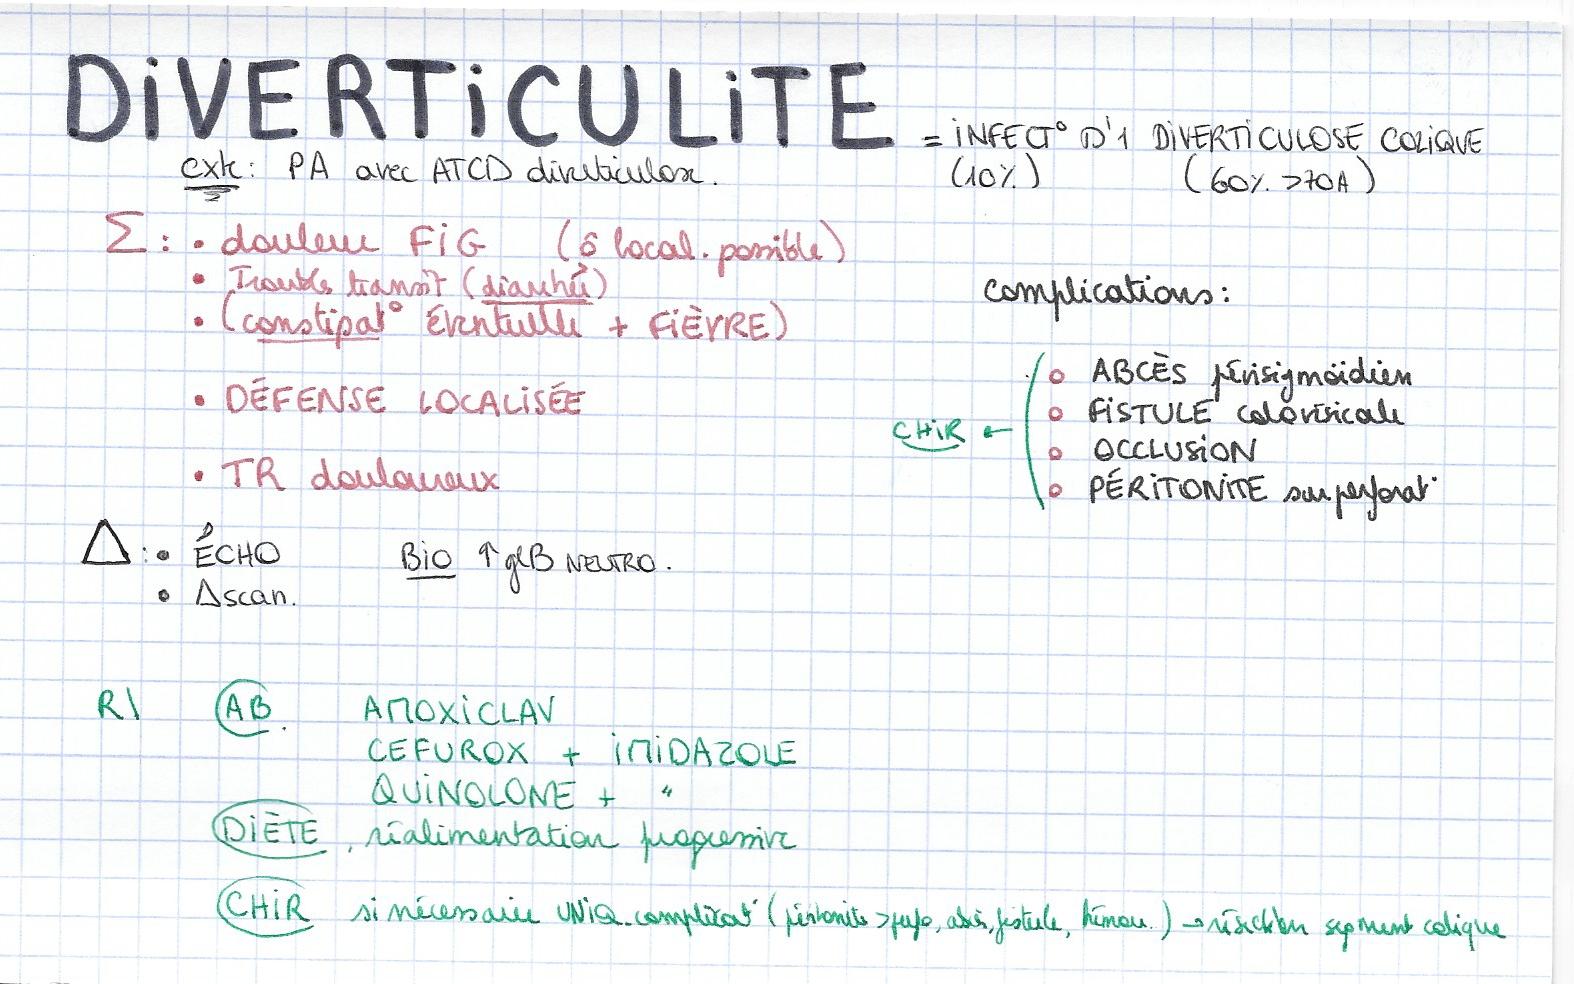 DiVERTiCULiTE = iNFECT° D'1 DiVERTiCULOSE COLiQUE
(10%) (60% >70A)
ctxte: PA avec ATCD diverticulose.
Σ: • douleur FiG (ô local. possible)
• Trouble transit (diarrhée)
• (constipat° éventuelle + FiÈVRE)
• DÉFENSE LOCALiSÉE
• TR douloureux
complications:
CHiR ←
o ABCÈS périsigmoïdien
o FiSTULE colovésicale
o OCCLUSiON
o PÉRiTONiTE sur perforat°
Δ: • ÉCHO Bio ↑ glB NEUTRO.
• Δscan.
R\ AB. AMOXiCLAV
CEFUROX + iMiDAZOLE
QUiNOLONE + "
DiÈTE, réalimentation progressive
CHiR si nécessaire UNiQ. complicat° (péritonite > perfo, abcès, fistule, hémorr.) → résection segment colique